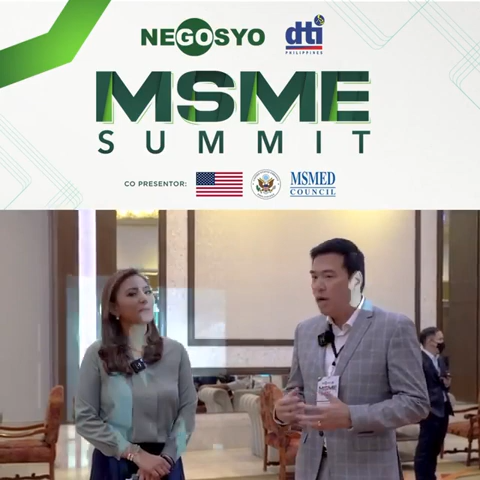 NEGOSYO
dti
PHILIPPINES
MSME
SUMMIT
CO PRESENTOR:
MSMED
COUNCIL